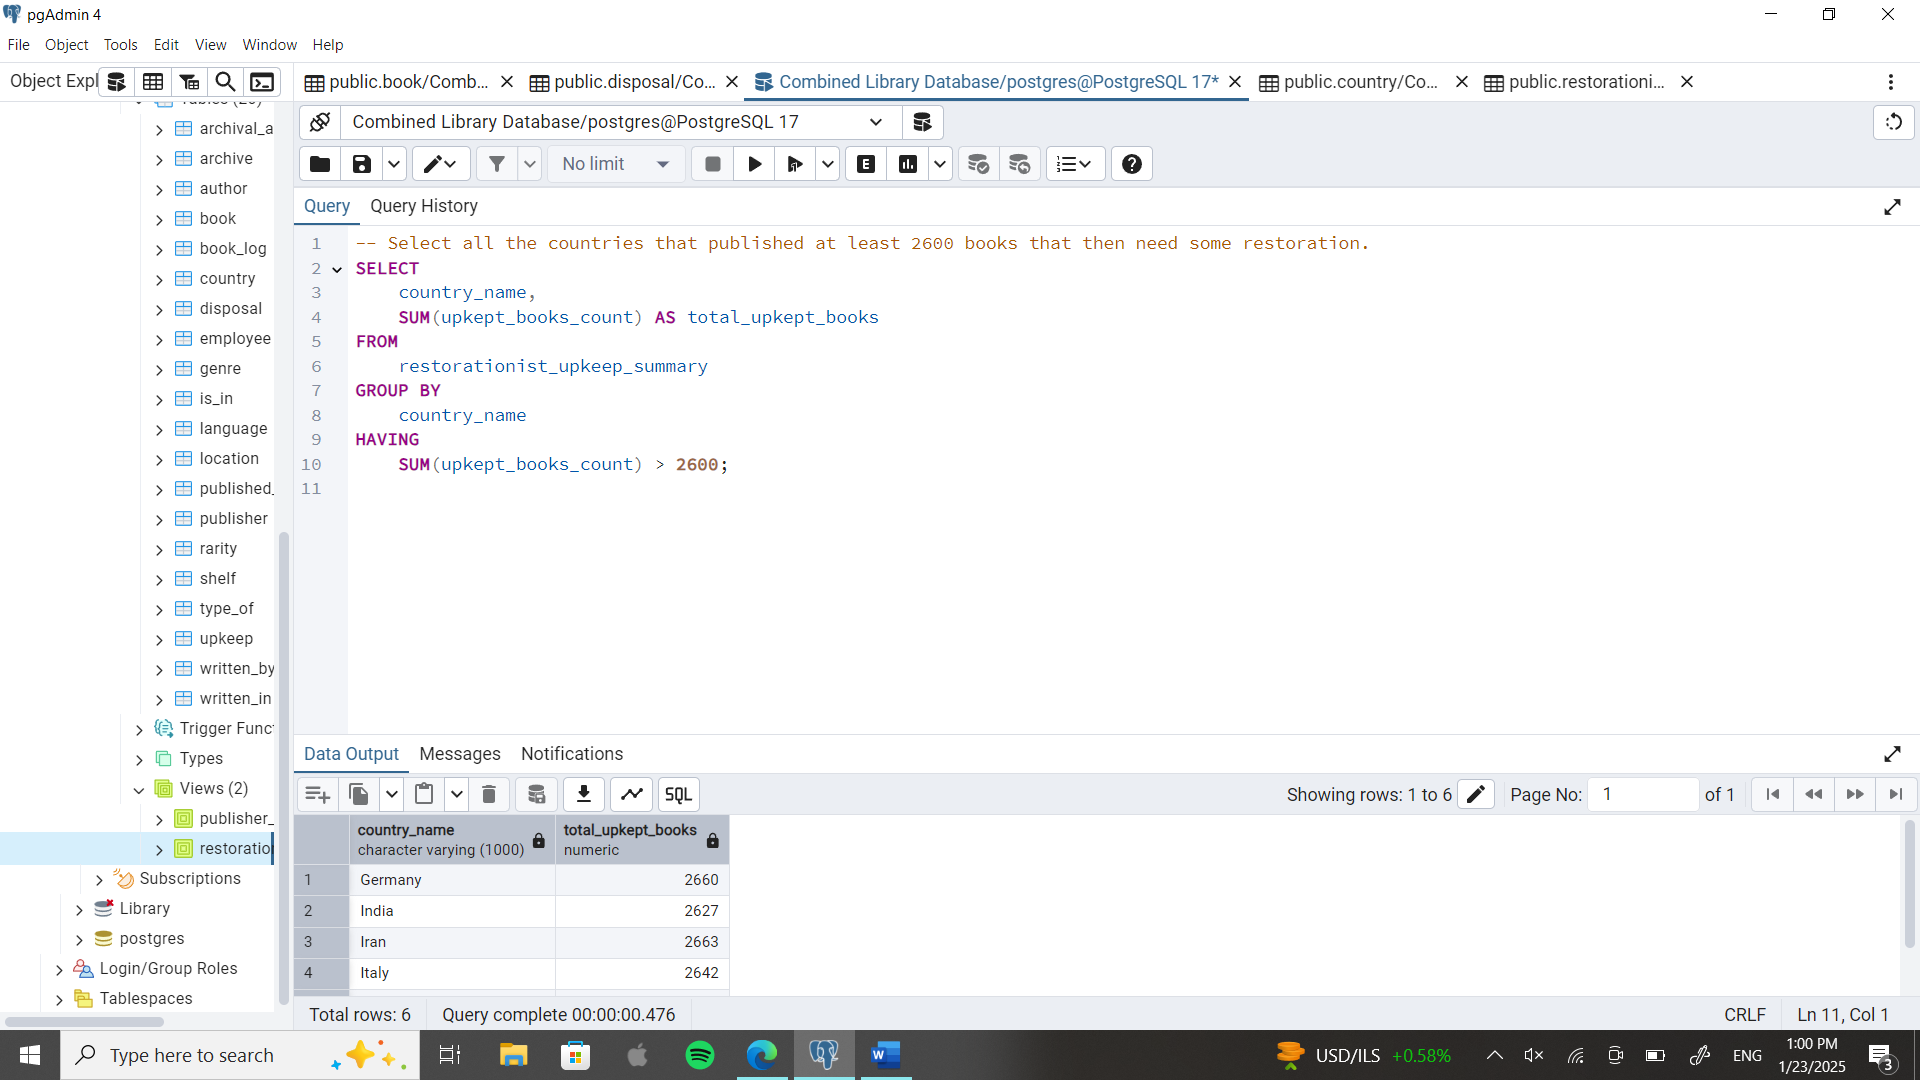 pgAdmin 4
File Object Tools Edit View Window Help
Object Expl
public.book/Comb... public.disposal/Co... Combined Library Database/postgres@PostgreSQL 17* public.country/Co... public.restorationi...
Combined Library Database/postgres@PostgreSQL 17
No limit
E
Query Query History
1 -- Select all the countries that published at least 2600 books that then need some restoration.
2 SELECT
3 country_name,
4 SUM(upkept_books_count) AS total_upkept_books
5 FROM
6 restorationist_upkeep_summary
7 GROUP BY
8 country_name
9 HAVING
10 SUM(upkept_books_count) > 2600;
11
archival_a
archive
author
book
book_log
country
disposal
employee
genre
is_in
language
location
published_
publisher
rarity
shelf
type_of
upkeep
written_by
written_in
Trigger Func
Types
Views (2)
publisher_
restoratio
Subscriptions
Library
postgres
Login/Group Roles
Tablespaces
Data Output Messages Notifications
SQL
Showing rows: 1 to 6 Page No: 1 of 1
country_name total_upkept_books
character varying (1000) numeric
1 Germany 2660
2 India 2627
3 Iran 2663
4 Italy 2642
Total rows: 6 Query complete 00:00:00.476 CRLF Ln 11, Col 1
Type here to search
USD/ILS +0.58%
ENG
1:00 PM
1/23/2025
3